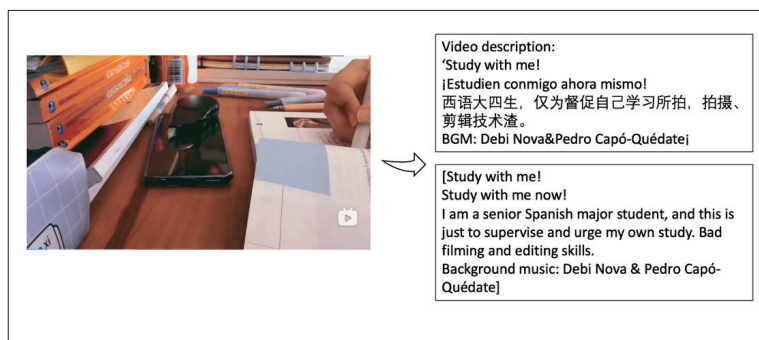 Video description:
‘Study with me!
¡Estudien conmigo ahora mismo!
西语大四生，仅为督促自己学习所拍，拍摄、
剪辑技术渣。
BGM: Debi Nova&Pedro Capó-Quédate¡
[Study with me!
Study with me now!
I am a senior Spanish major student, and this is
just to supervise and urge my own study. Bad
filming and editing skills.
Background music: Debi Nova & Pedro Capó-
Quédate]